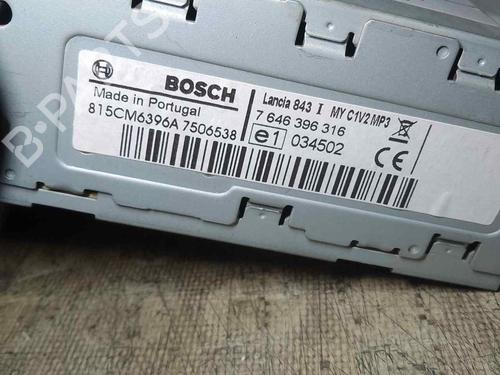 BOSCH
Made in Portugal
815CM6396A 7506538
Lancia 843 I MY C1V2 MP3
7 646 396 316
e1 034502
CE
B-PARTS